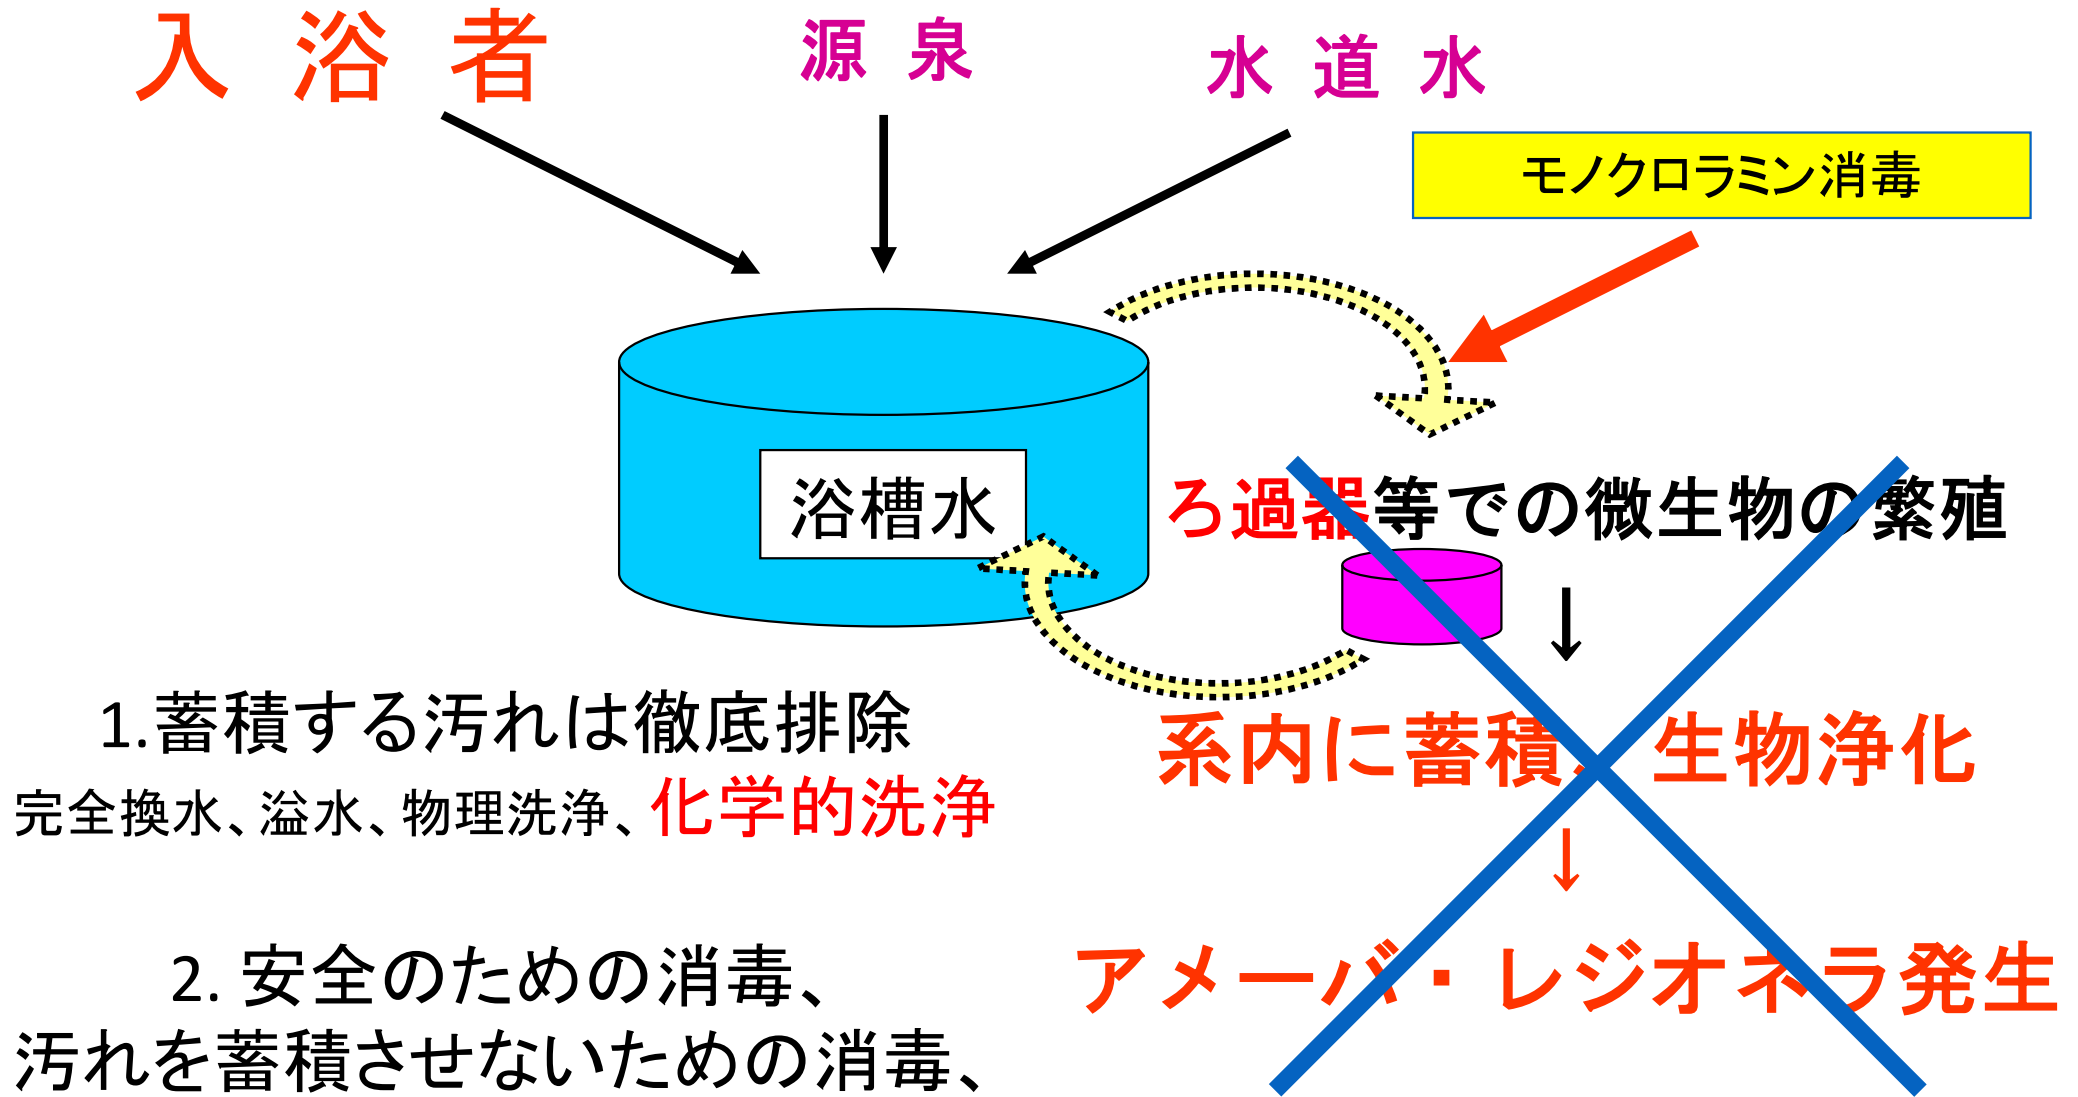 入 浴 者
源 泉
水 道 水
モノクロラミン消毒
浴槽水
ろ過器等での微生物の繁殖
↓
系内に蓄積、生物浄化
↓
アメーバ・レジオネラ発生
1.蓄積する汚れは徹底排除
完全換水、溢水、物理洗浄、化学的洗浄
2. 安全のための消毒、
汚れを蓄積させないための消毒、